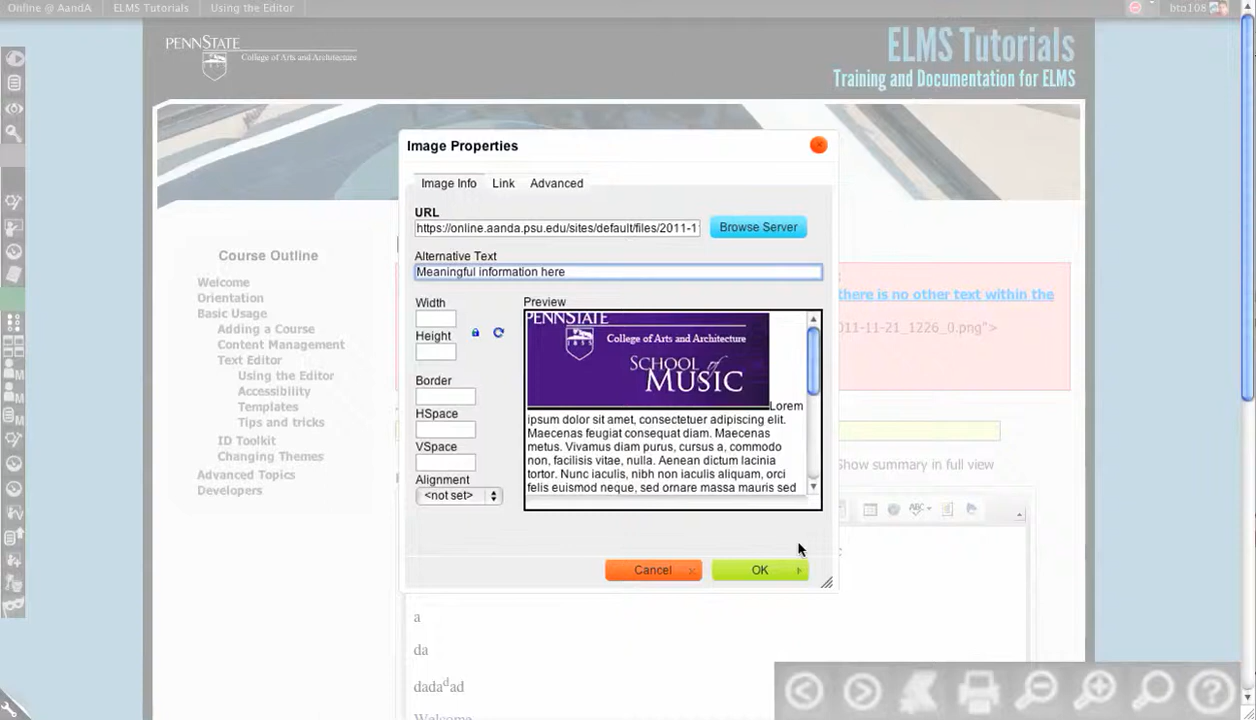 Online @ AandA ELMS Tutorials Using the Editor bto108
PENNSTATE
College of Arts and Architecture
1855
ELMS Tutorials
Training and Documentation for ELMS
Image Properties
Image Info Link Advanced
URL
https://online.aanda.psu.edu/sites/default/files/2011-1 Browse Server
Alternative Text
Meaningful information here
Width
Height
Border
HSpace
VSpace
Alignment
<not set>
Preview
PENNSTATE
College of Arts and Architecture
1855
SCHOOL of
MUSIC
Lorem
ipsum dolor sit amet, consectetuer adipiscing elit.
Maecenas feugiat consequat diam. Maecenas
metus. Vivamus diam purus, cursus a, commodo
non, facilisis vitae, nulla. Aenean dictum lacinia
tortor. Nunc iaculis, nibh non iaculis aliquam, orci
felis euismod neque, sed ornare massa mauris sed
Cancel OK
Course Outline
Welcome
Orientation
Basic Usage
Adding a Course
Content Management
Text Editor
Using the Editor
Accessibility
Templates
Tips and tricks
ID Toolkit
Changing Themes
Advanced Topics
Developers
there is no other text within the
011-11-21_1226_0.png">
Show summary in full view
ABC
a
da
dadadad
Welcome